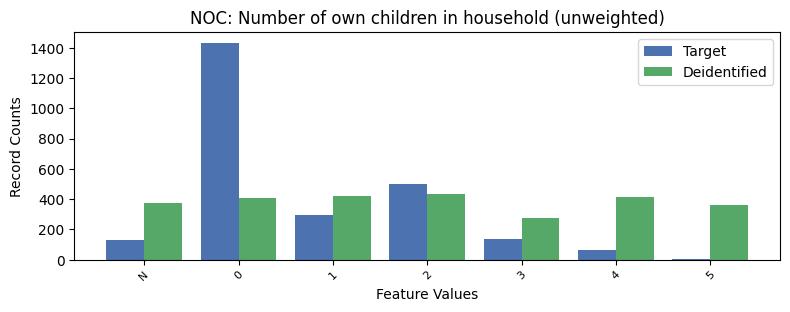 NOC: Number of own children in household (unweighted)
Target
Deidentified
Record Counts
1400
1200
1000
800
600
400
200
0
N 0 1 2 3 4 5
Feature Values